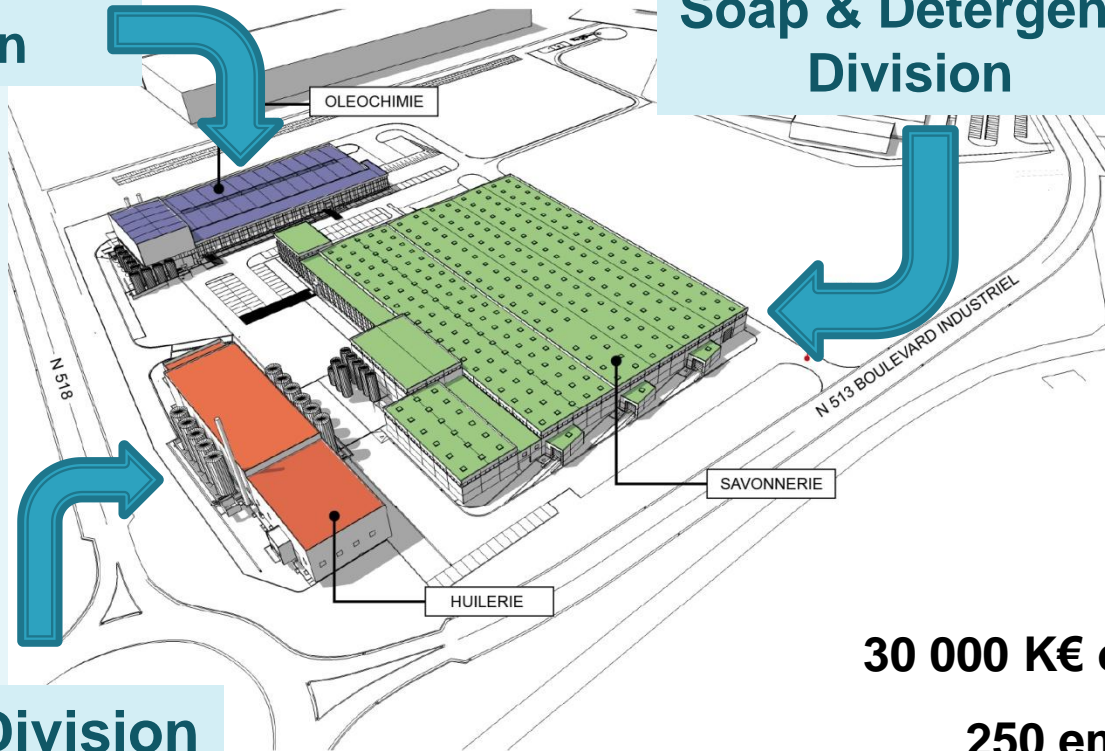 Soap & Detergen
Division
OLEOCHIMIE
N 518
N 513 BOULEVARD INDUSTRIEL
SAVONNERIE
HUILERIE
30 000 K€
Division
250